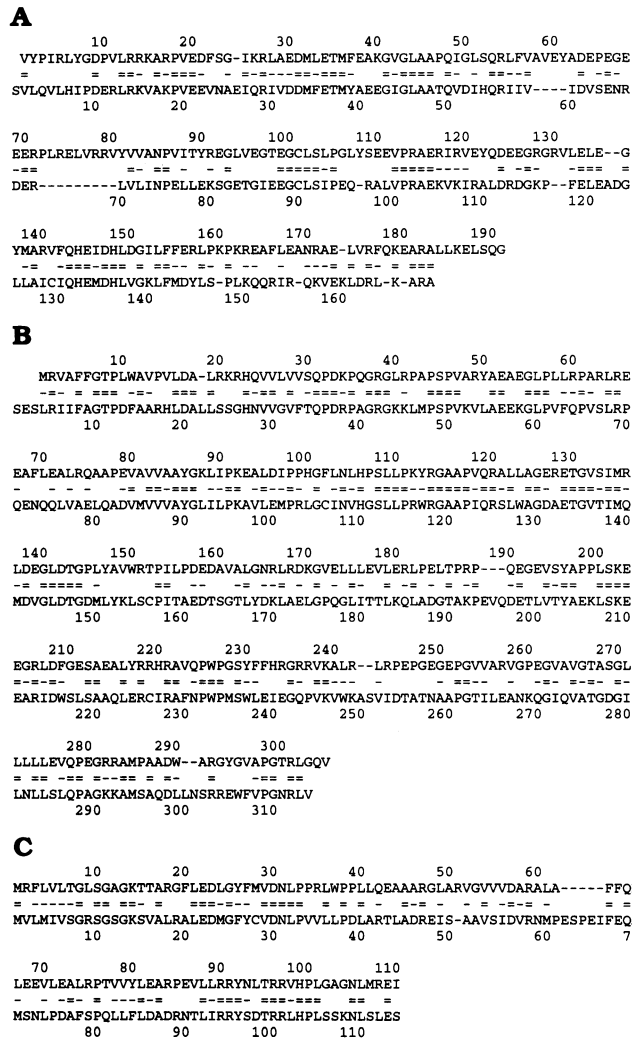 A
10 20 30 40 50 60
VYPIRLYGDPVLRRKARPVEDFSG-IKRLAEDMLETMFEAKGVGLAAPQIGLSQRLFVAVEYADEPEGE
SVLQVLHIPDERLRKVAKPVEEVNAEIQRIVDDMFETMYAEEGIGLAATQVDIHQRIIV----IDVSENR
10 20 30 40 50 60
70 80 90 100 110 120 130
EERPLRELVRRVYVVANPVITYREGLVEGTEGCLSLPGLYSEEVPRAERIRVEYQDEEGRGRVLELE--G
DER---------LVLINPELLEKSGETGIEEGCLSIPEQ-RALVPRAEKVKIRALDRDGKP--FELEADG
70 80 90 100 110 120
140 150 160 170 180 190
YMARVFQHEIDHLDGILFFERLPKPKREAFLEANRAE-LVRFQKEARALLKELSQG
LLAICIQHEMDHLVGKLFMDYLS-PLKQQRIR-QKVEKLDRL-K-ARA
130 140 150 160
B
10 20 30 40 50 60
MRVAFFGTPLWAVPVLDA-LRKRHQVVLVVSQPDKPQGRGLRPAPSPVARYAEAEGLPLLRPARLRE
SESLRIIFAGTPDFAARHLDALLSSGHNVVGVFTQPDRPAGRGKKLMPSPVKVLAEEKGLPVFQPVSLRP
10 20 30 40 50 60 70
70 80 90 100 110 120 130
EAFLEALRQAAPEVAVVAAYGKLIPKEALDIPPHGFLNLHPSLLPKYRGAAPVQRALLAGERETGVSIMR
QENQQLVAELQADVMVVVAYGLILPKAVLEMPRLGCINVHGSLLPRWRGAAPIQRSLWAGDAETGVTIMQ
80 90 100 110 120 130 140
140 150 160 170 180 190 200
LDEGLDTGPLYAVWRTPILPDEDAVALGNRLRDKGVELLLEVLERLPELTPRP---QEGEVSYAPPLSKE
MDVGLDTGDMLYKLSCPITAEDTSGTLYDKLAELGPQGLITTLKQLADGTAKPEVQDETLVTYAEKLSKE
150 160 170 180 190 200 210
210 220 230 240 250 260 272
EGRLDFGESAEALYRRHRAVQPWPGSYFFHRGRRVKALR--LRPEPGEGEPGVVARVGPEGVAVGTASGL
EARIDWSLSAAQLERCIRAFNPWPMSWLEIEGQPVKVWKASVIDTATNAAPGTILEANKQGIQVATGDGI
220 230 240 250 260 270 280
280 290 300
LLLLEVQPEGRRAMPAADW--ARGYGVAPGTRLGQV
LNLLSLQPAGKKAMSAQDLLNSRREWFVPGNRLV
290 300 310
C
10 20 30 40 50 60
MRFLVLTGLSGAGKTTARGFLEDLGYFMVDNLPPRLWPPLLQEAAARGLARVGVVVDARALA-----FFQ
MVLMIVSGRSGSGKSVALRALEDMGFYCVDNLPVVLLPDLARTLADREIS-AAVSIDVRNMPESPEIFEQ
10 20 30 40 50 60 7
70 80 90 100 110
LEEVLEALRPTVVYLEARPEVLLRRYNLTRRVHPLGAGNLMREI
MSNLPDAFSPQLLFLDADRNTLIRRYSDTRRLHPLSSKNLSLES
80 90 100 110